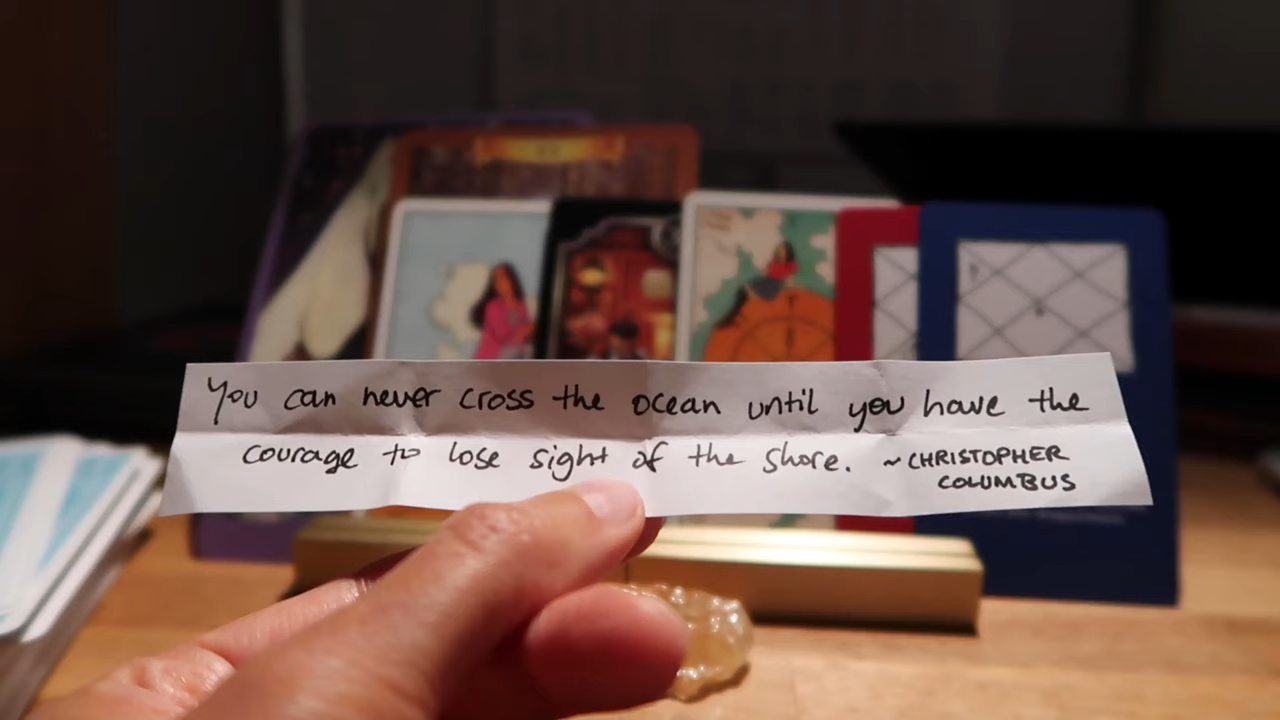 You can never cross the ocean until you have the
courage to lose sight of the shore. ~CHRISTOPHER
COLUMBUS